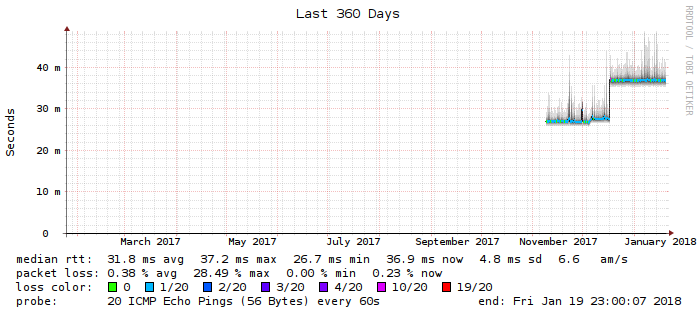 Last 360 Days
RRDTOOL / TOBI OETIKER
Seconds
40 m
30 m
20 m
10 m
0
March 2017 May 2017 July 2017 September 2017 November 2017 January 2018
median rtt: 31.8 ms avg 37.2 ms max 26.7 ms min 36.9 ms now 4.8 ms sd 6.6 am/s
packet loss: 0.38 % avg 28.49 % max 0.00 % min 0.23 % now
loss color: 0 1/20 2/20 3/20 4/20 10/20 19/20
probe: 20 ICMP Echo Pings (56 Bytes) every 60s end: Fri Jan 19 23:00:07 2018